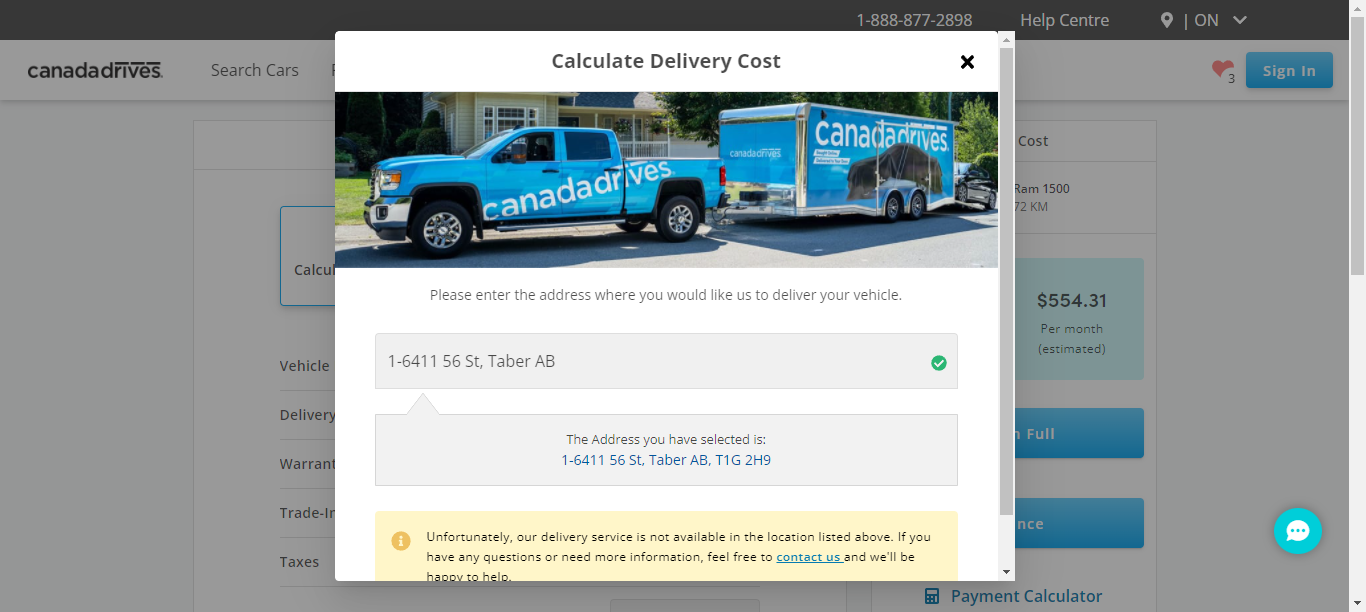 1-888-877-2898 Help Centre | ON
canadadrives. Search Cars 3 Sign In
Calculate Delivery Cost
canadadrives
canadadrives.
canadadrives.
Please enter the address where you would like us to deliver your vehicle.
1-6411 56 St, Taber AB
The Address you have selected is:
1-6411 56 St, Taber AB, T1G 2H9
Unfortunately, our delivery service is not available in the location listed above. If you
have any questions or need more information, feel free to contact us and we'll be
happy to help.
Calcul
Vehicle
Delivery
Warrant
Trade-In
Taxes
Cost
Ram 1500
72 KM
$554.31
Per month
(estimated)
n Full
nce
Payment Calculator